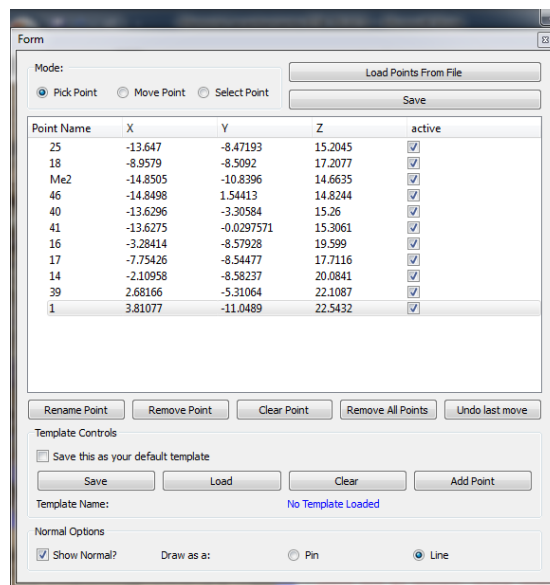 Form
Mode:
Pick Point Move Point Select Point
Load Points From File
Save
Point Name X Y Z active
25 -13.647 -8.47193 15.2045
18 -8.9579 -8.5092 17.2077
Me2 -14.8505 -10.8396 14.6635
46 -14.8498 1.54413 14.8244
40 -13.6296 -3.30584 15.26
41 -13.6275 -0.0297571 15.3061
16 -3.28414 -8.57928 19.599
17 -7.75426 -8.54477 17.7116
14 -2.10958 -8.58237 20.0841
39 2.68166 -5.31064 22.1087
1 3.81077 -11.0489 22.5432
Rename Point Remove Point Clear Point Remove All Points Undo last move
Template Controls
Save this as your default template
Save Load Clear Add Point
Template Name: No Template Loaded
Normal Options
Show Normal? Draw as a: Pin Line